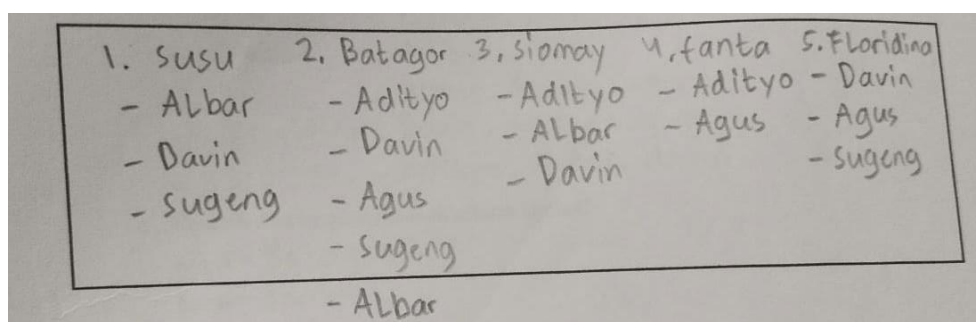 1. Susu 2. Batagor 3. Siomay 4. fanta 5. Floridina
- Albar - Adityo - Adityo - Adityo - Davin
- Davin - Davin - Albar - Agus - Agus
- Sugeng - Agus - Davin - Sugeng
- Sugeng
- Albar